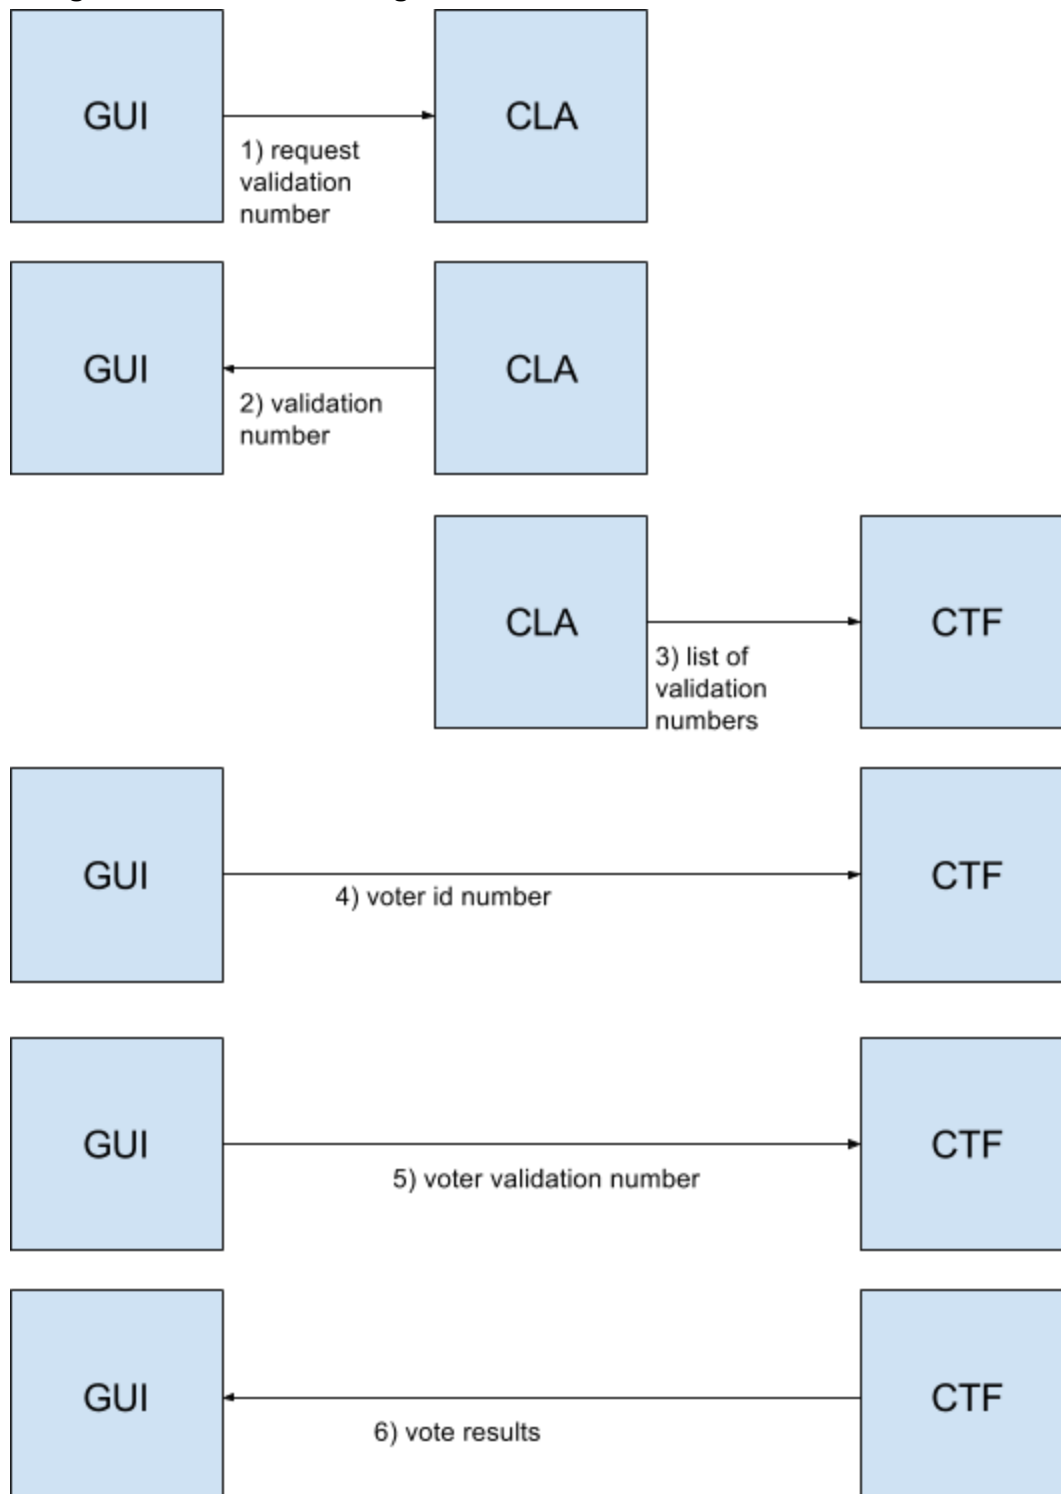 GUI
CLA
1) request
validation
number
GUI
CLA
2) validation
number
CLA
CTF
3) list of
validation
numbers
GUI
CTF
4) voter id number
GUI
CTF
5) voter validation number
GUI
CTF
6) vote results